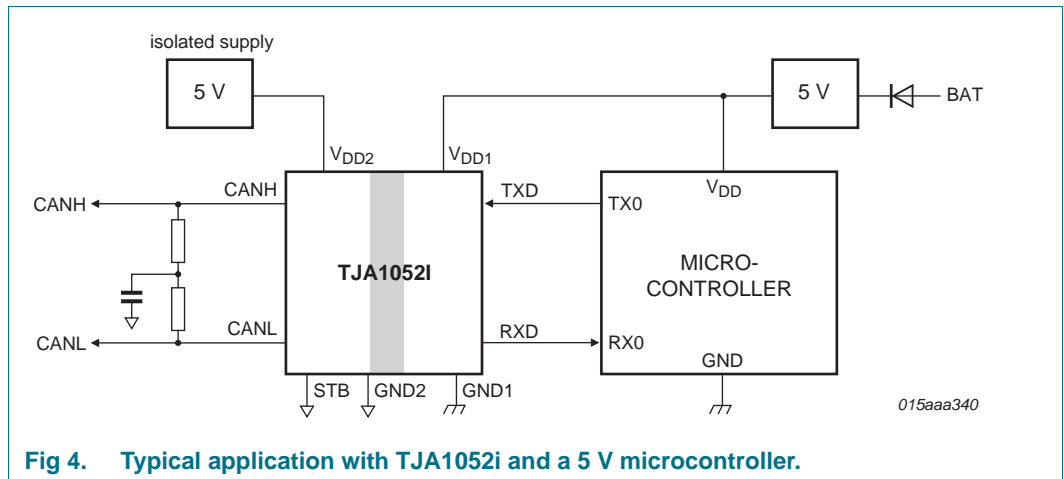 isolated supply
5 V
5 V
BAT
VDD2
VDD1
CANH
CANH
TXD
TX0
VDD
TJA1052I
MICRO-
CONTROLLER
CANL
CANL
RXD
RX0
STB
GND2
GND1
GND
015aaa340
Fig 4. Typical application with TJA1052i and a 5 V microcontroller.